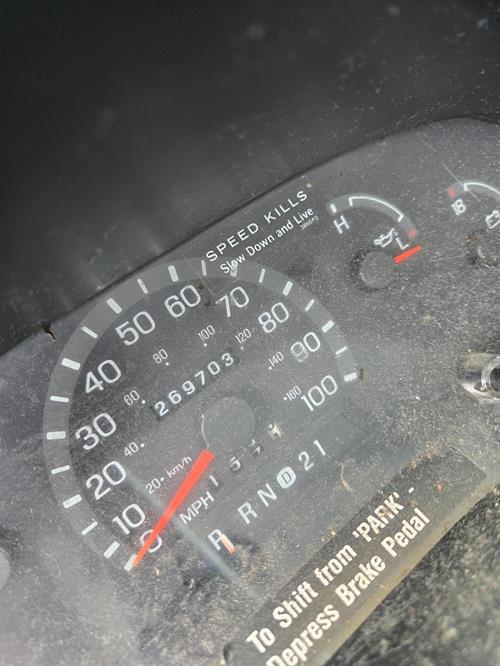 SPEED KILLS
Slow Down and Live
H
L
B
0 10 20 30 40 50 60 70 80 90 100
20 km/h 40 60 80 100 120 140 160
269703
MPH
P R N D 2 1
To Shift from 'PARK' -
Depress Brake Pedal